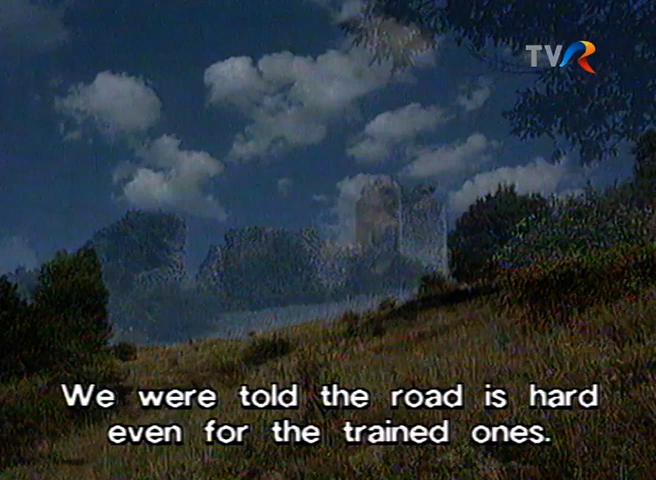 TVR
We were told the road is hard
even for the trained ones.